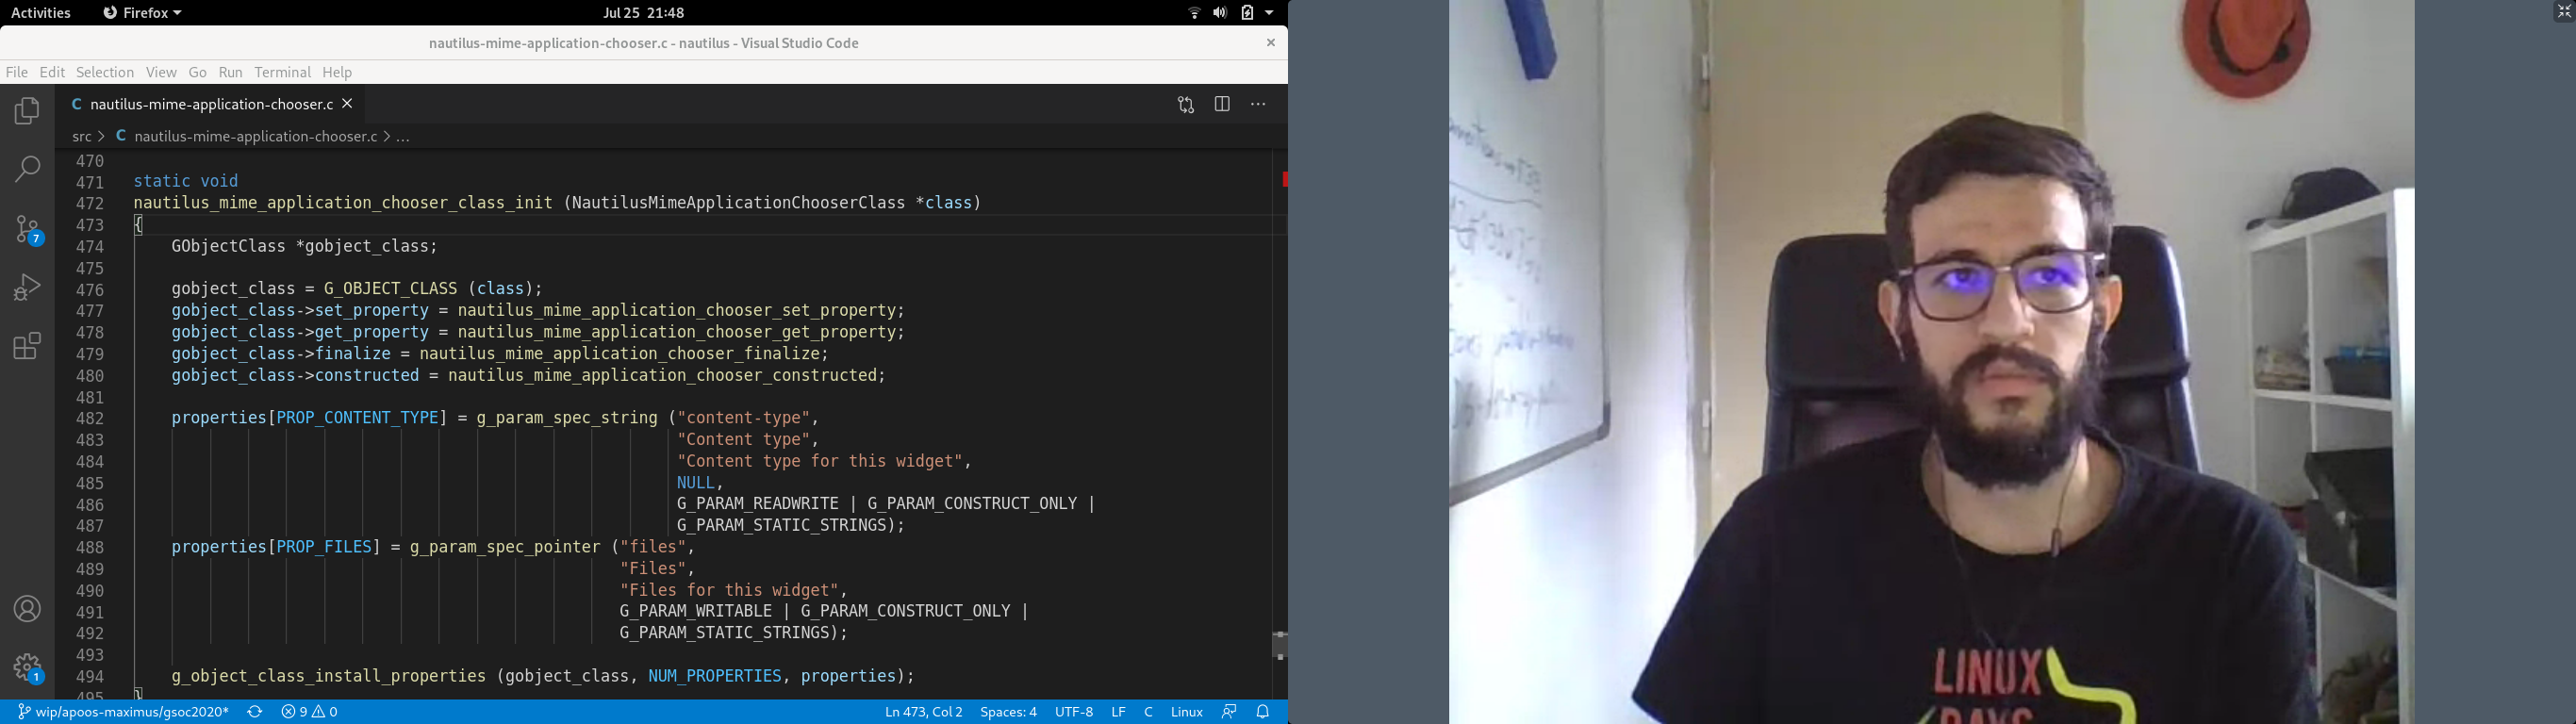 Activities Firefox Jul 25 21:48
nautilus-mime-application-chooser.c - nautilus - Visual Studio Code
File Edit Selection View Go Run Terminal Help
C nautilus-mime-application-chooser.c
src > C nautilus-mime-application-chooser.c > ...
470
471 static void
472 nautilus_mime_application_chooser_class_init (NautilusMimeApplicationChooserClass *class)
473 {
474 GObjectClass *gobject_class;
475
476 gobject_class = G_OBJECT_CLASS (class);
477 gobject_class->set_property = nautilus_mime_application_chooser_set_property;
478 gobject_class->get_property = nautilus_mime_application_chooser_get_property;
479 gobject_class->finalize = nautilus_mime_application_chooser_finalize;
480 gobject_class->constructed = nautilus_mime_application_chooser_constructed;
481
482 properties[PROP_CONTENT_TYPE] = g_param_spec_string ("content-type",
483 "Content type",
484 "Content type for this widget",
485 NULL,
486 G_PARAM_READWRITE | G_PARAM_CONSTRUCT_ONLY |
487 G_PARAM_STATIC_STRINGS);
488 properties[PROP_FILES] = g_param_spec_pointer ("files",
489 "Files",
490 "Files for this widget",
491 G_PARAM_WRITABLE | G_PARAM_CONSTRUCT_ONLY |
492 G_PARAM_STATIC_STRINGS);
493
494 g_object_class_install_properties (gobject_class, NUM_PROPERTIES, properties);
495 }
7
1
wip/apoos-maximus/gsoc2020* 9 0 Ln 473, Col 2 Spaces: 4 UTF-8 LF C Linux
LINUX
DAYS